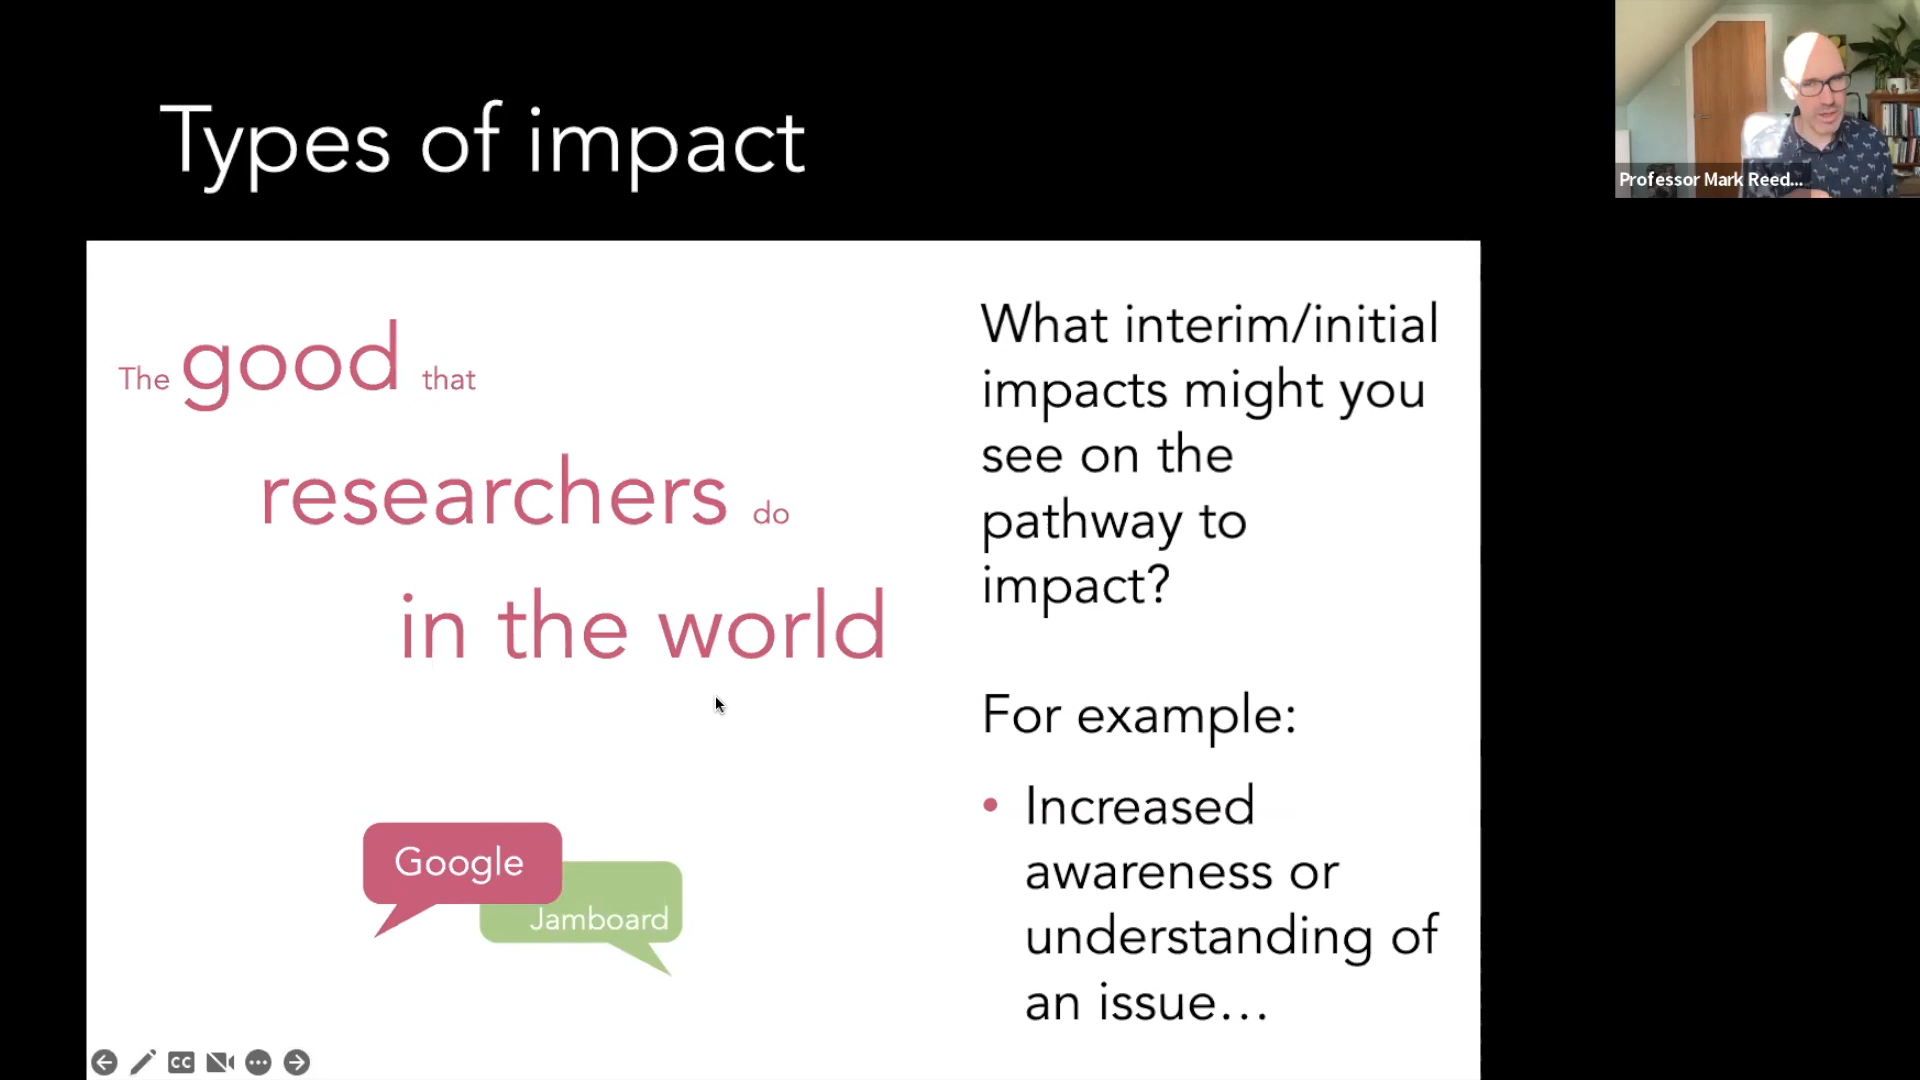 Types of impact
Professor Mark Reed...
The good that
researchers do
in the world
What interim/initial
impacts might you
see on the
pathway to
impact?
For example:
• Increased
awareness or
understanding of
an issue...
Google
Jamboard
CC